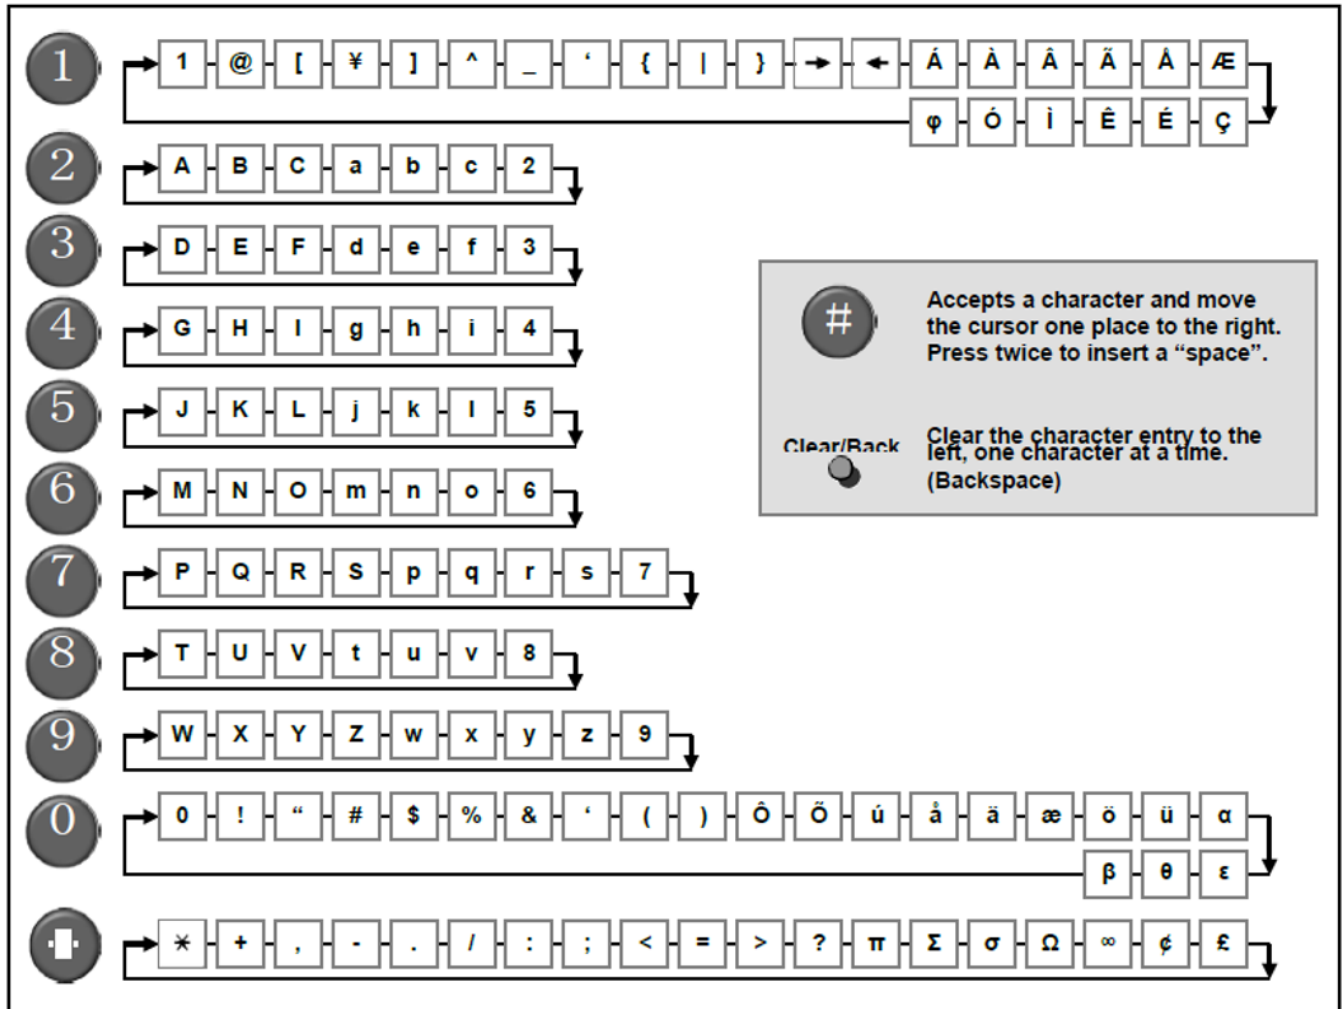 1 1 @ [ ¥ ] ^ _ ‘ { | } → ← Á À Â Ã Å Æ
φ Ó Ì Ê É Ç
2 A B C a b c 2
3 D E F d e f 3
4 G H I g h i 4
5 J K L j k l 5
6 M N O m n o 6
7 P Q R S p q r s 7
8 T U V t u v 8
9 W X Y Z w x y z 9
0 0 ! “ # $ % & ‘ ( ) Ô Õ ú å ä æ ö ü α
β θ ε
* + , - . / : ; < = > ? π Σ σ Ω ∞ ¢ £
# Accepts a character and move
the cursor one place to the right.
Press twice to insert a “space”.
Clear/Back
Clear the character entry to the
left, one character at a time.
(Backspace)